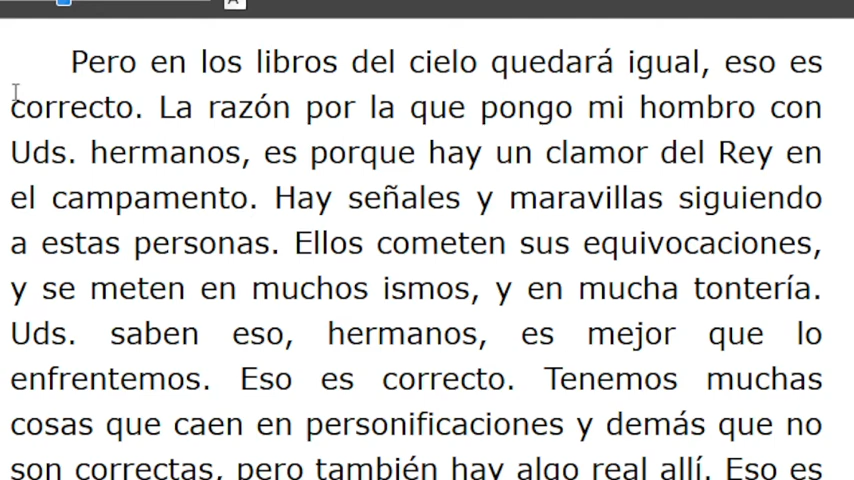 Pero en los libros del cielo quedará igual, eso es
correcto. La razón por la que pongo mi hombro con
Uds. hermanos, es porque hay un clamor del Rey en
el campamento. Hay señales y maravillas siguiendo
a estas personas. Ellos cometen sus equivocaciones,
y se meten en muchos ismos, y en mucha tontería.
Uds. saben eso, hermanos, es mejor que lo
enfrentemos. Eso es correcto. Tenemos muchas
cosas que caen en personificaciones y demás que no
son correctas, pero también hay algo real allí. Eso es